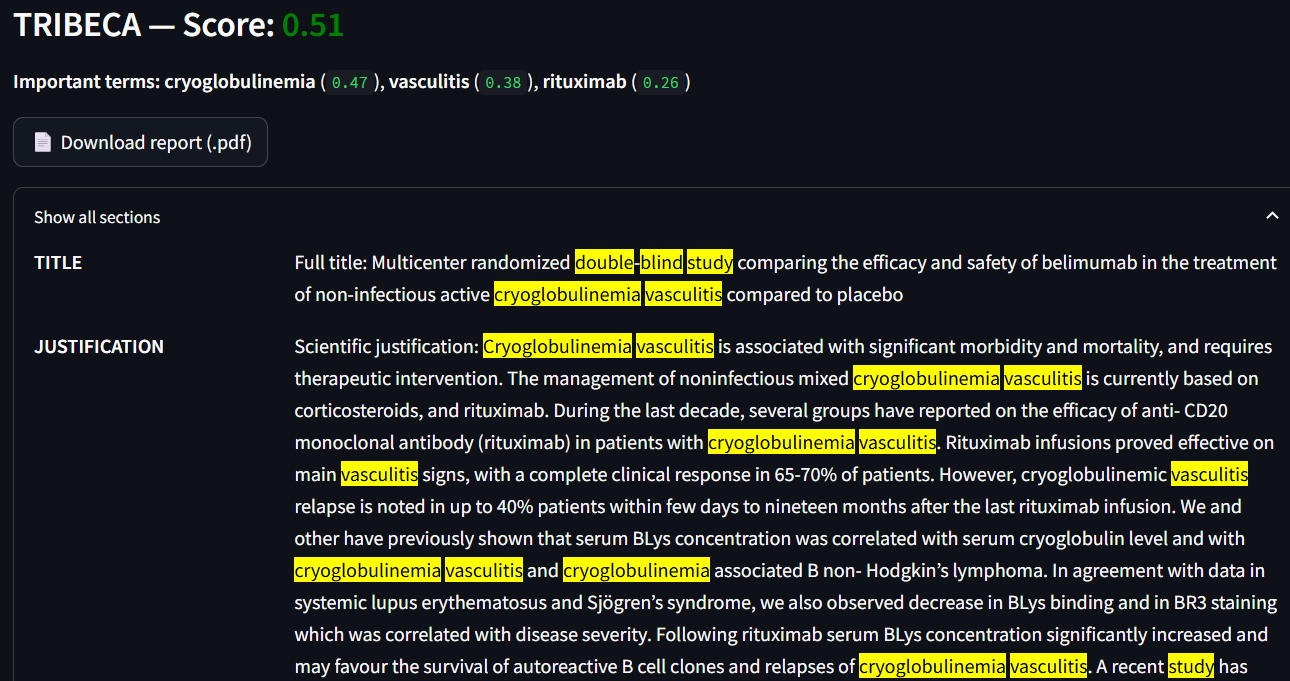 TRIBECA — Score: 0.51
Important terms: cryoglobulinemia ( 0.47 ), vasculitis ( 0.38 ), rituximab ( 0.26 )
Download report (.pdf)
Show all sections
TITLE
Full title: Multicenter randomized double-blind study comparing the efficacy and safety of belimumab in the treatment
of non-infectious active cryoglobulinemia vasculitis compared to placebo
JUSTIFICATION
Scientific justification: Cryoglobulinemia vasculitis is associated with significant morbidity and mortality, and requires
therapeutic intervention. The management of noninfectious mixed cryoglobulinemia vasculitis is currently based on
corticosteroids, and rituximab. During the last decade, several groups have reported on the efficacy of anti- CD20
monoclonal antibody (rituximab) in patients with cryoglobulinemia vasculitis. Rituximab infusions proved effective on
main vasculitis signs, with a complete clinical response in 65-70% of patients. However, cryoglobulinemic vasculitis
relapse is noted in up to 40% patients within few days to nineteen months after the last rituximab infusion. We and
other have previously shown that serum BLys concentration was correlated with serum cryoglobulin level and with
cryoglobulinemia vasculitis and cryoglobulinemia associated B non- Hodgkin’s lymphoma. In agreement with data in
systemic lupus erythematosus and Sjögren’s syndrome, we also observed decrease in BLys binding and in BR3 staining
which was correlated with disease severity. Following rituximab serum BLys concentration significantly increased and
may favour the survival of autoreactive B cell clones and relapses of cryoglobulinemia vasculitis. A recent study has